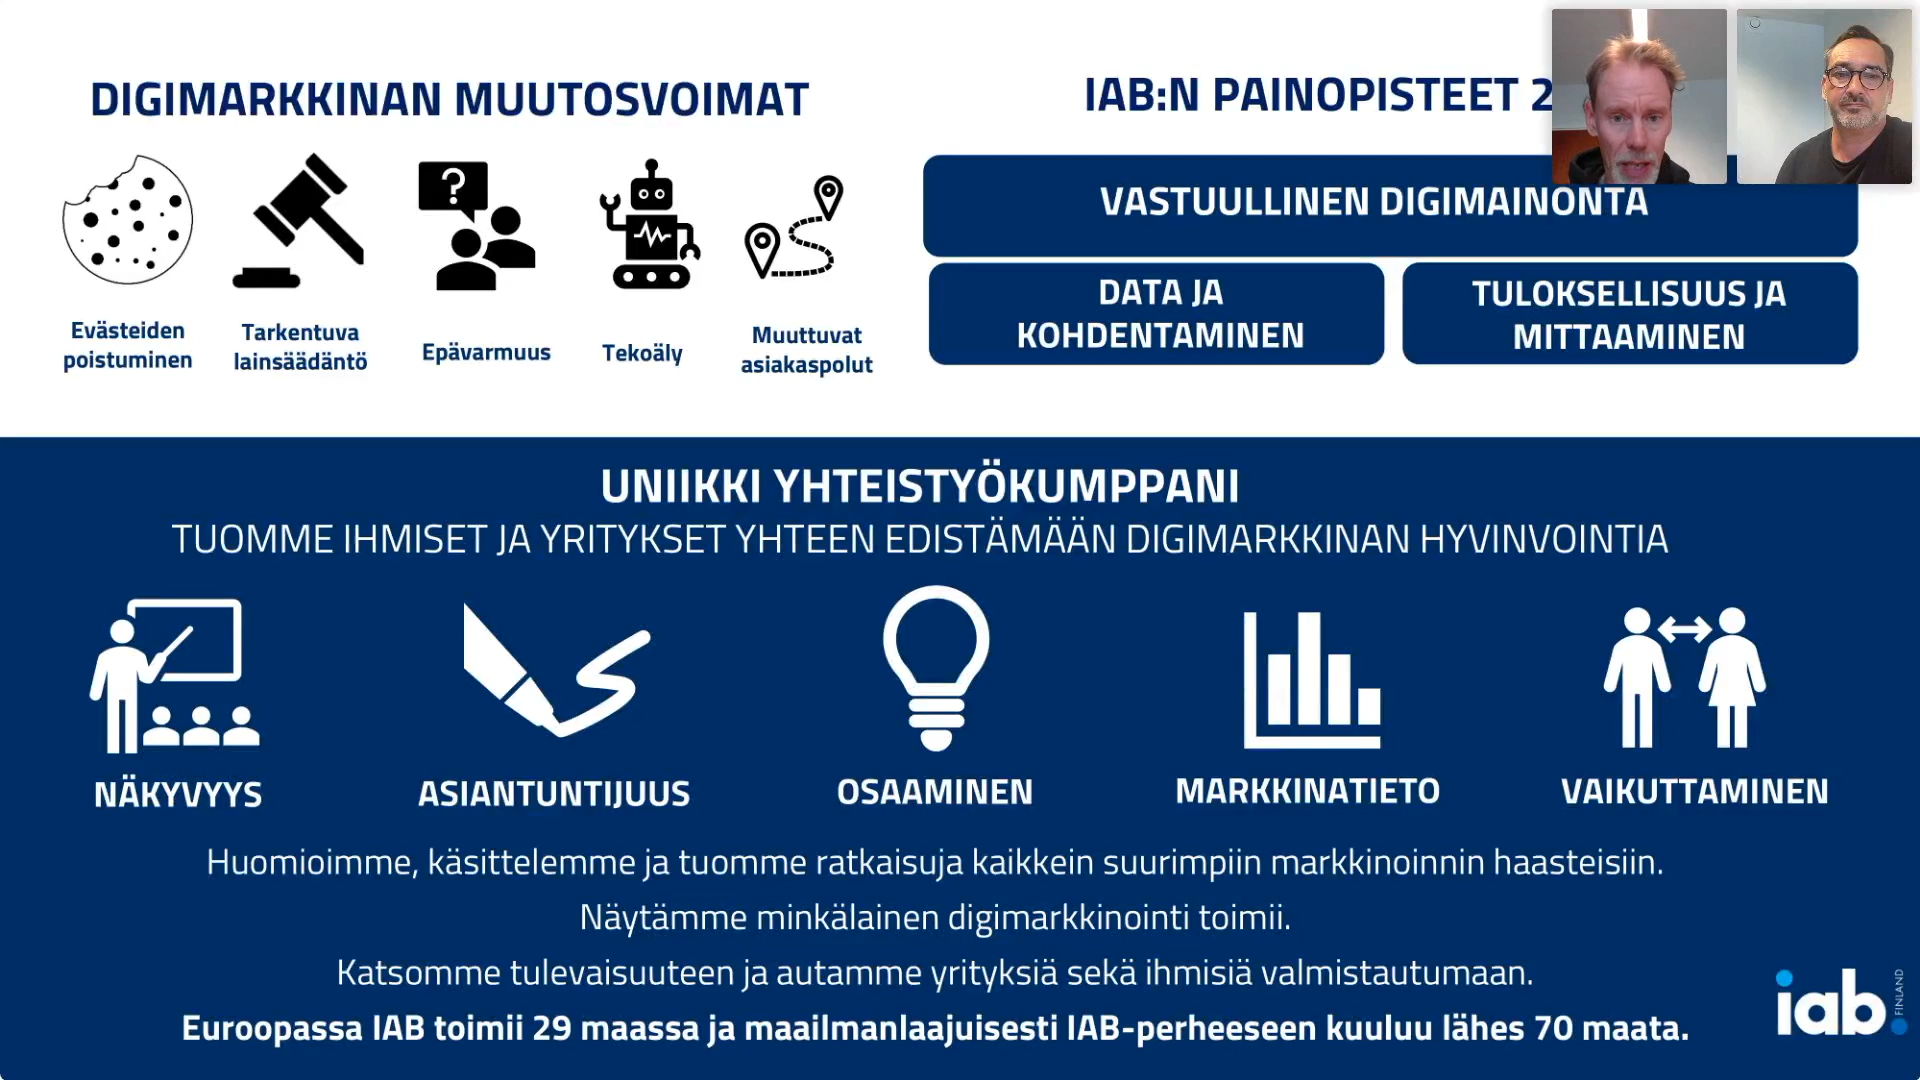 DIGIMARKKINAN MUUTOSVOIMAT
?
Evästeiden
poistuminen
Tarkentuva
lainsäädäntö
Epävarmuus
Tekoäly
Muuttuvat
asiakaspolut
IAB:N PAINOPISTEET 2
VASTUULLINEN DIGIMAINONTA
DATA JA
KOHDENTAMINEN
TULOKSELLISUUS JA
MITTAAMINEN
UNIIKKI YHTEISTYÖKUMPPANI
TUOMME IHMISET JA YRITYKSET YHTEEN EDISTÄMÄÄN DIGIMARKKINAN HYVINVOINTIA
NÄKYVYYS
ASIANTUNTIJUUS
OSAAMINEN
MARKKINATIETO
VAIKUTTAMINEN
Huomioimme, käsittelemme ja tuomme ratkaisuja kaikkein suurimpiin markkinoinnin haasteisiin.
Näytämme minkälainen digimarkkinointi toimii.
Katsomme tulevaisuuteen ja autamme yrityksiä sekä ihmisiä valmistautumaan.
Euroopassa IAB toimii 29 maassa ja maailmanlaajuisesti IAB-perheeseen kuuluu lähes 70 maata.
iab.
FINLAND